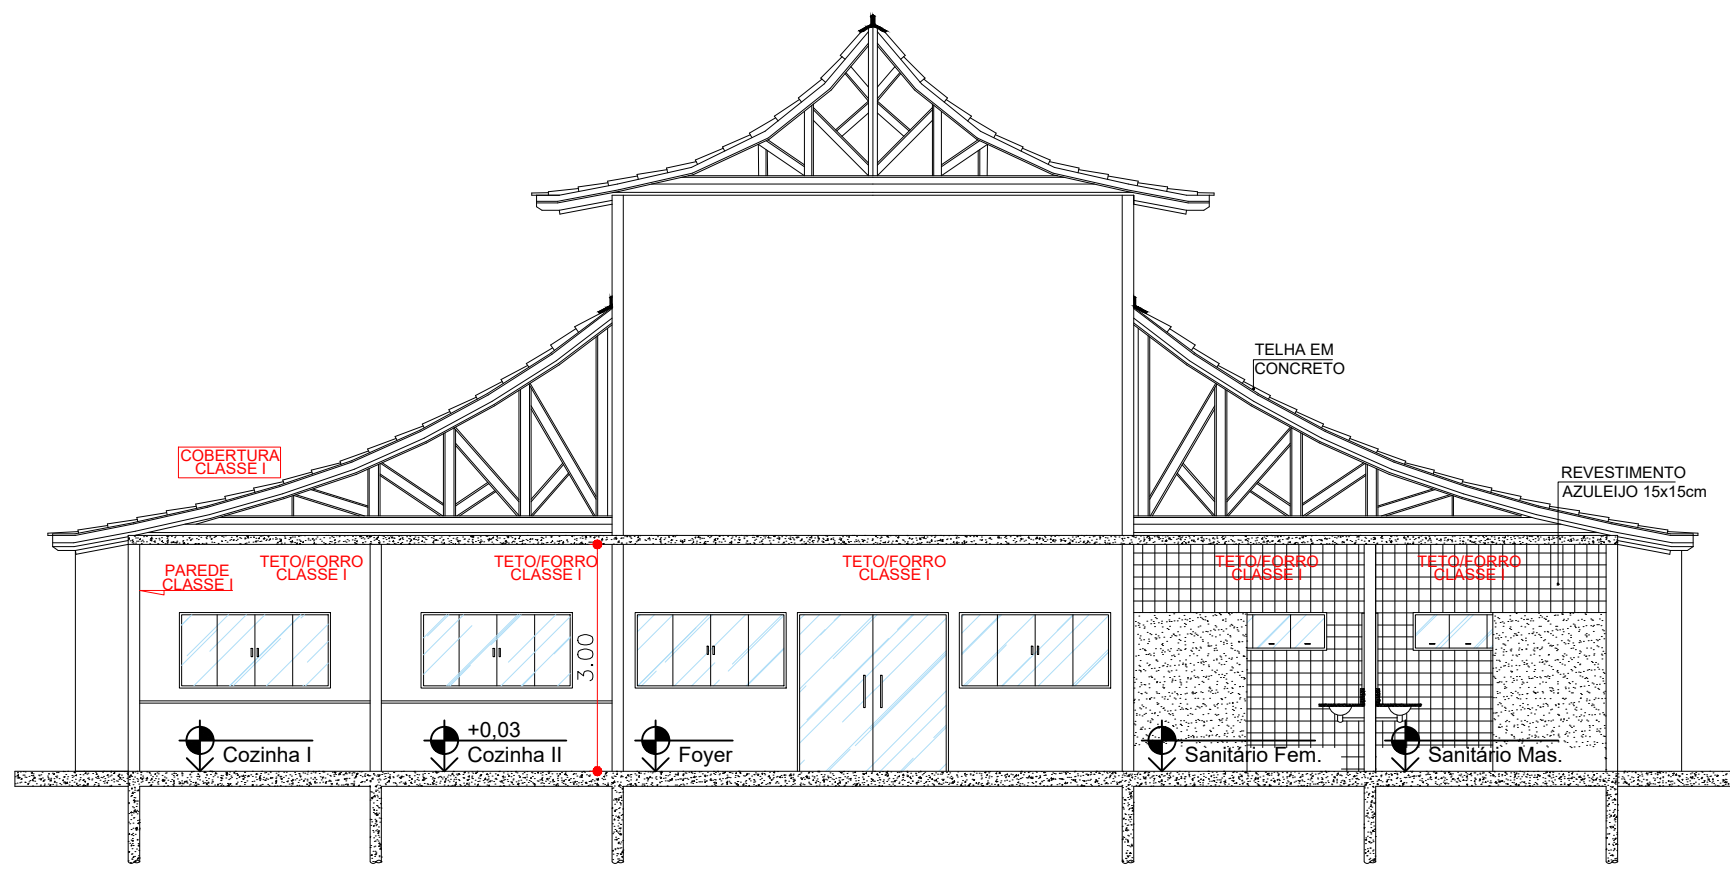 TELHA EM
CONCRETO
COBERTURA
CLASSE I
REVESTIMENTO
AZULEIJO 15x15cm
PAREDE
CLASSE I
TETO/FORRO
CLASSE I
TETO/FORRO
CLASSE I
TETO/FORRO
CLASSE I
TETO/FORRO
CLASSE I
TETO/FORRO
CLASSE I
3.00
Cozinha I
+0,03
Cozinha II
Foyer
Sanitário Fem.
Sanitário Mas.